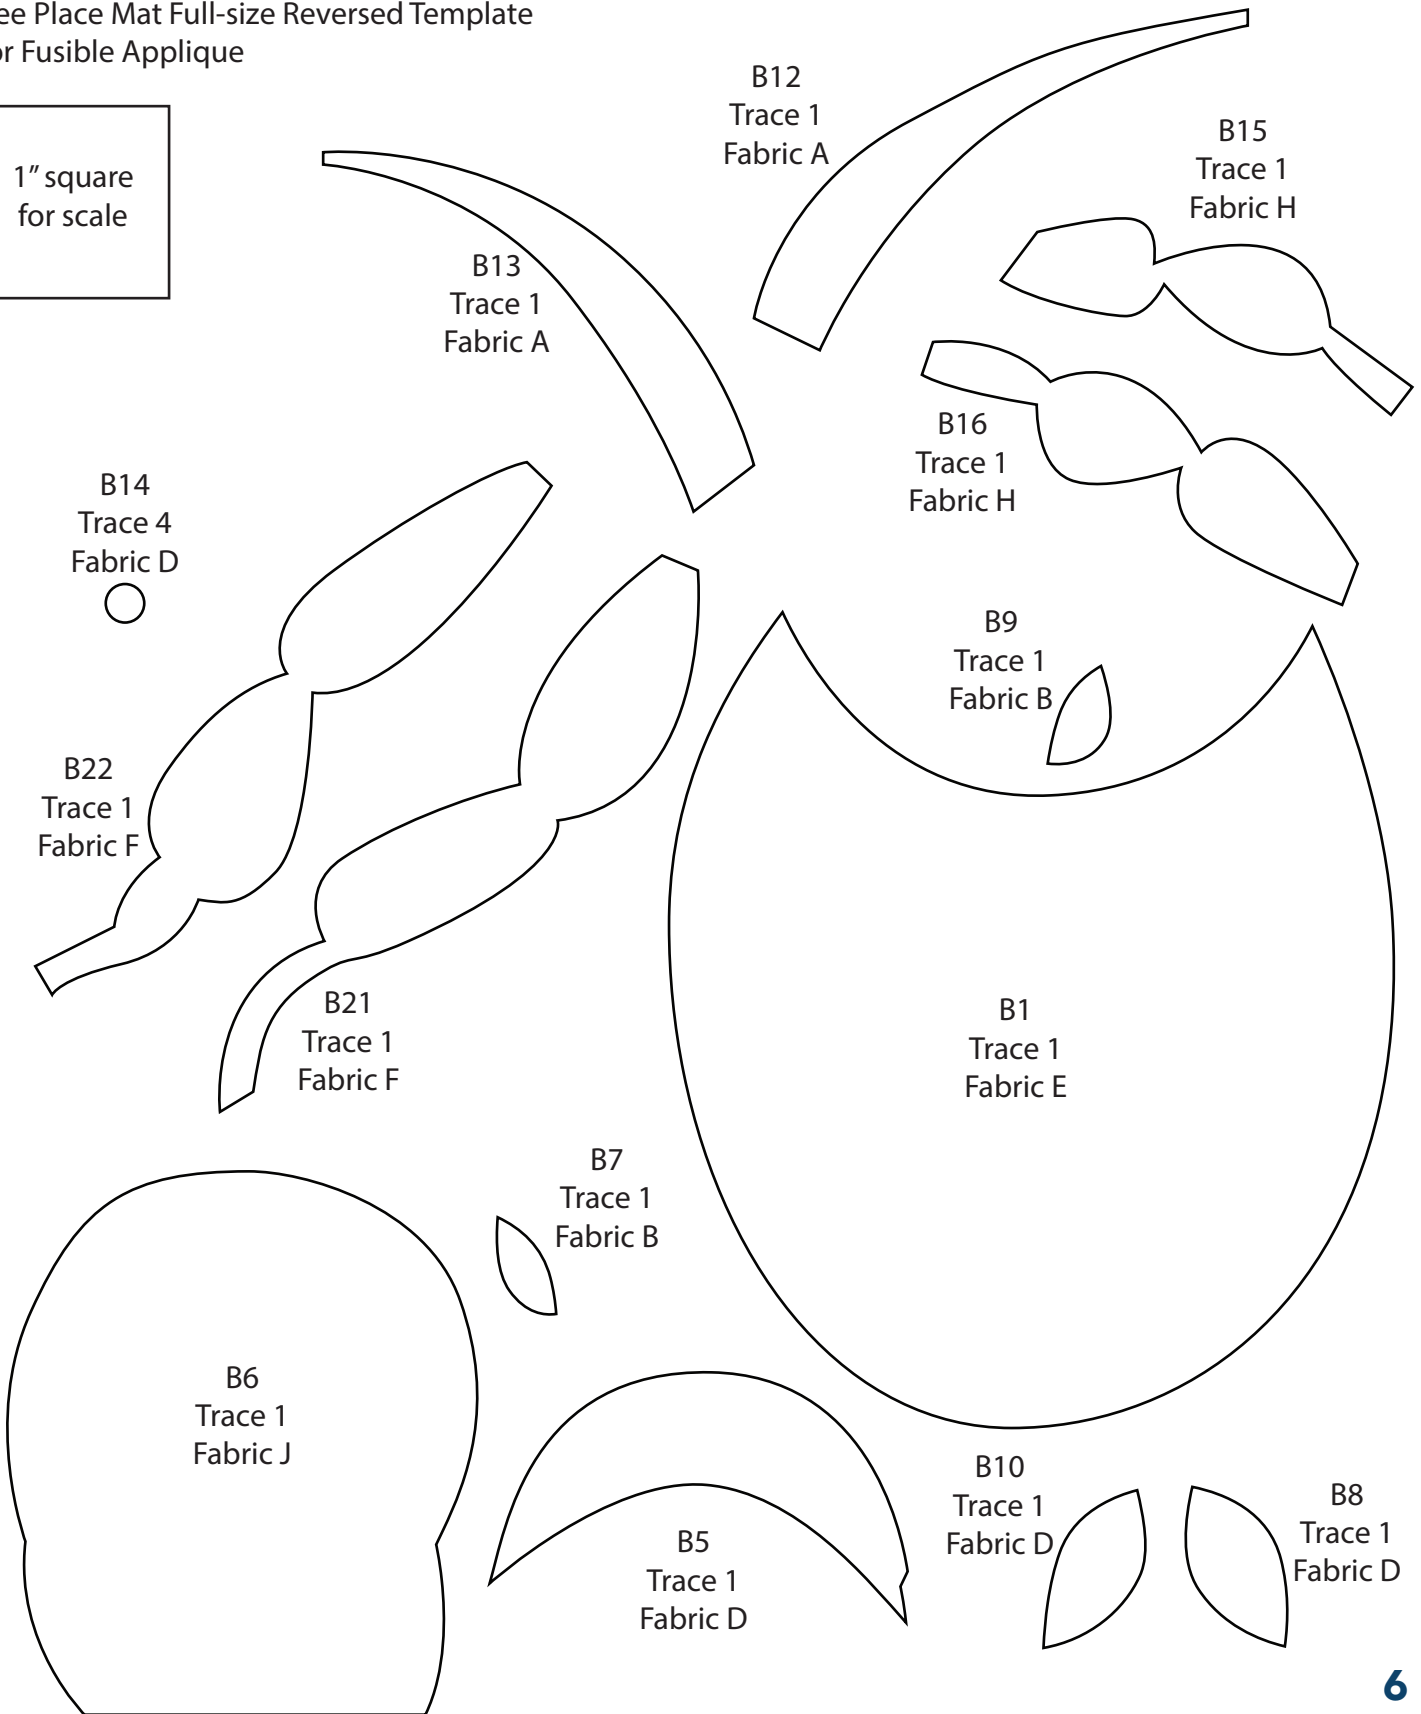 ee Place Mat Full-size Reversed Template
or Fusible Applique
1” square
for scale
B12
Trace 1
Fabric A
B15
Trace 1
Fabric H
B13
Trace 1
Fabric A
B16
Trace 1
Fabric H
B14
Trace 4
Fabric D
B9
Trace 1
Fabric B
B22
Trace 1
Fabric F
B21
Trace 1
Fabric F
B1
Trace 1
Fabric E
B7
Trace 1
Fabric B
B6
Trace 1
Fabric J
B5
Trace 1
Fabric D
B10
Trace 1
Fabric D
B8
Trace 1
Fabric D
6